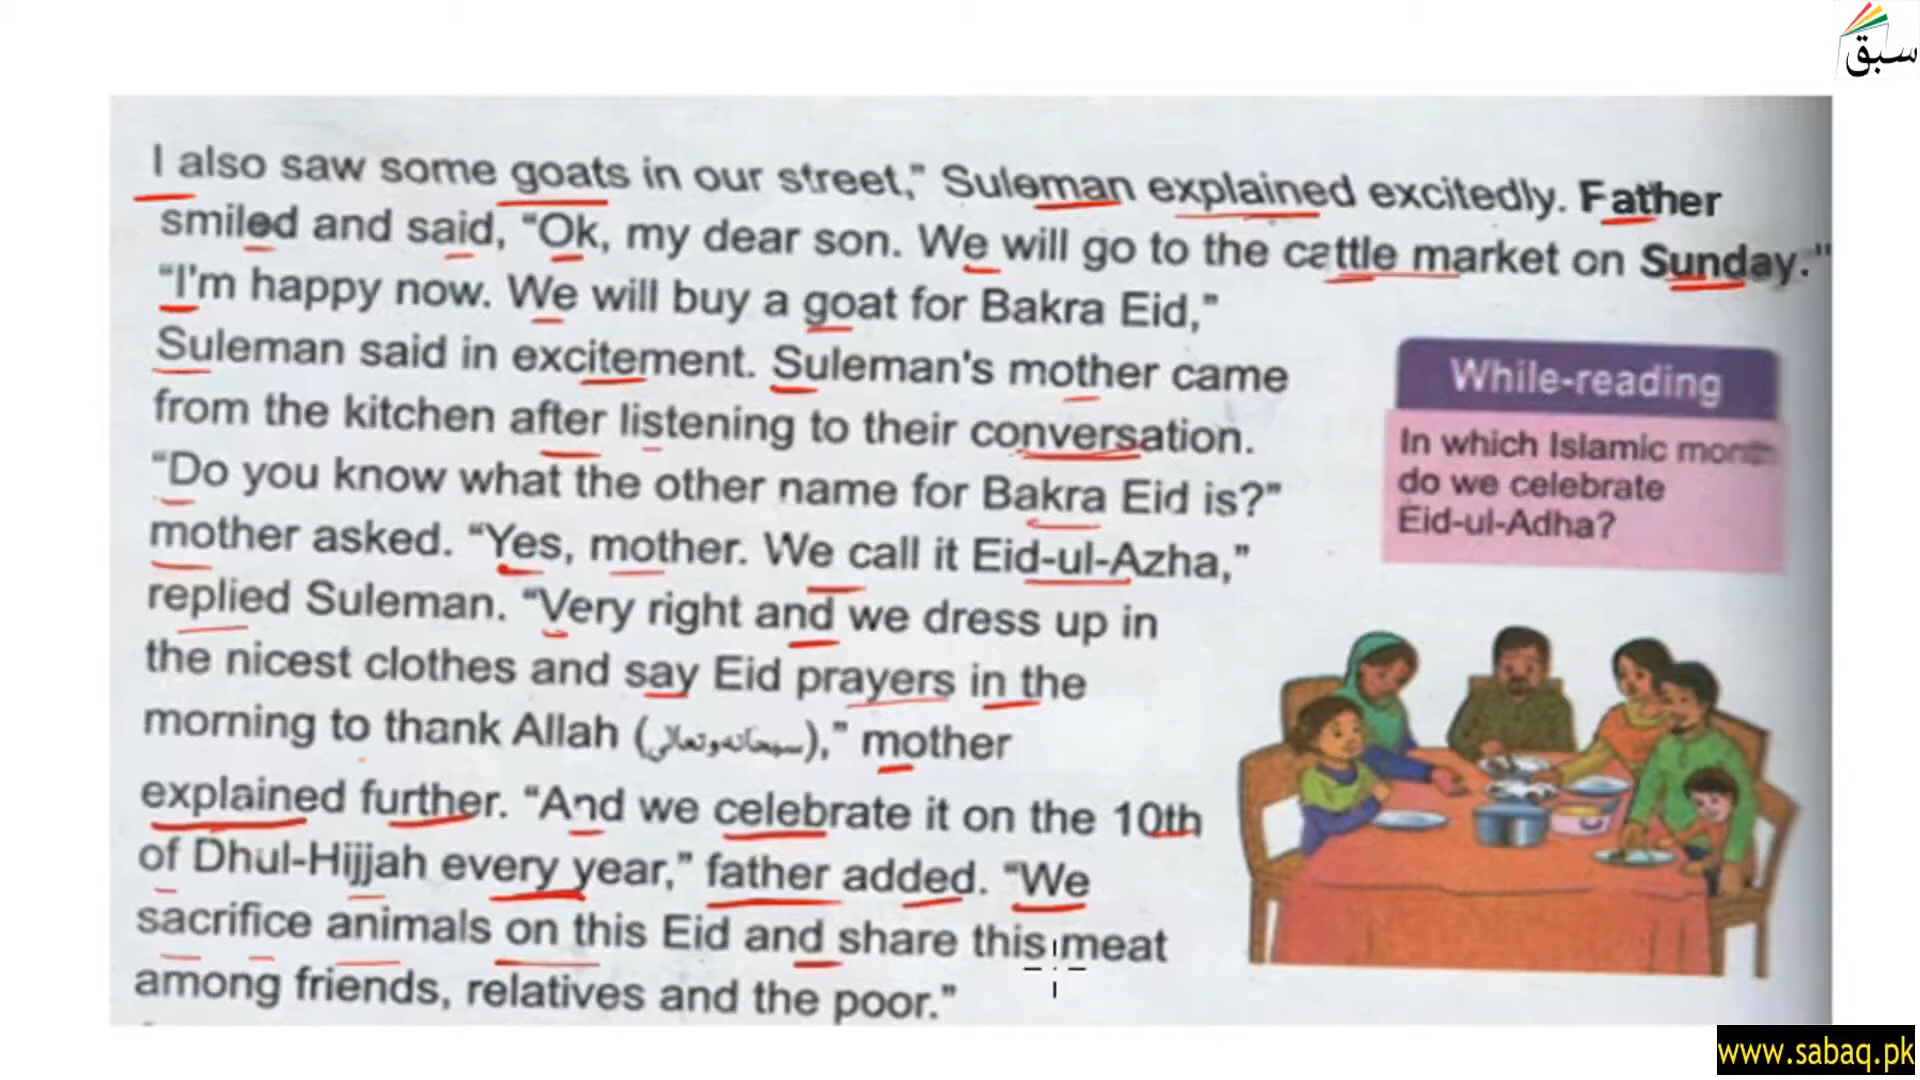 سبق
I also saw some goats in our street,” Suleman explained excitedly. Father
smiled and said, “Ok, my dear son. We will go to the cattle market on Sunday."
“I'm happy now. We will buy a goat for Bakra Eid,”
Suleman said in excitement. Suleman's mother came
from the kitchen after listening to their conversation.
“Do you know what the other name for Bakra Eid is?”
mother asked. “Yes, mother. We call it Eid-ul-Azha,”
replied Suleman. “Very right and we dress up in
the nicest clothes and say Eid prayers in the
morning to thank Allah (سبحانه وتعالى),” mother
explained further. “And we celebrate it on the 10th
of Dhul-Hijjah every year,” father added. “We
sacrifice animals on this Eid and share this meat
among friends, relatives and the poor.”
While-reading
In which Islamic month
do we celebrate
Eid-ul-Adha?
www.sabaq.pk